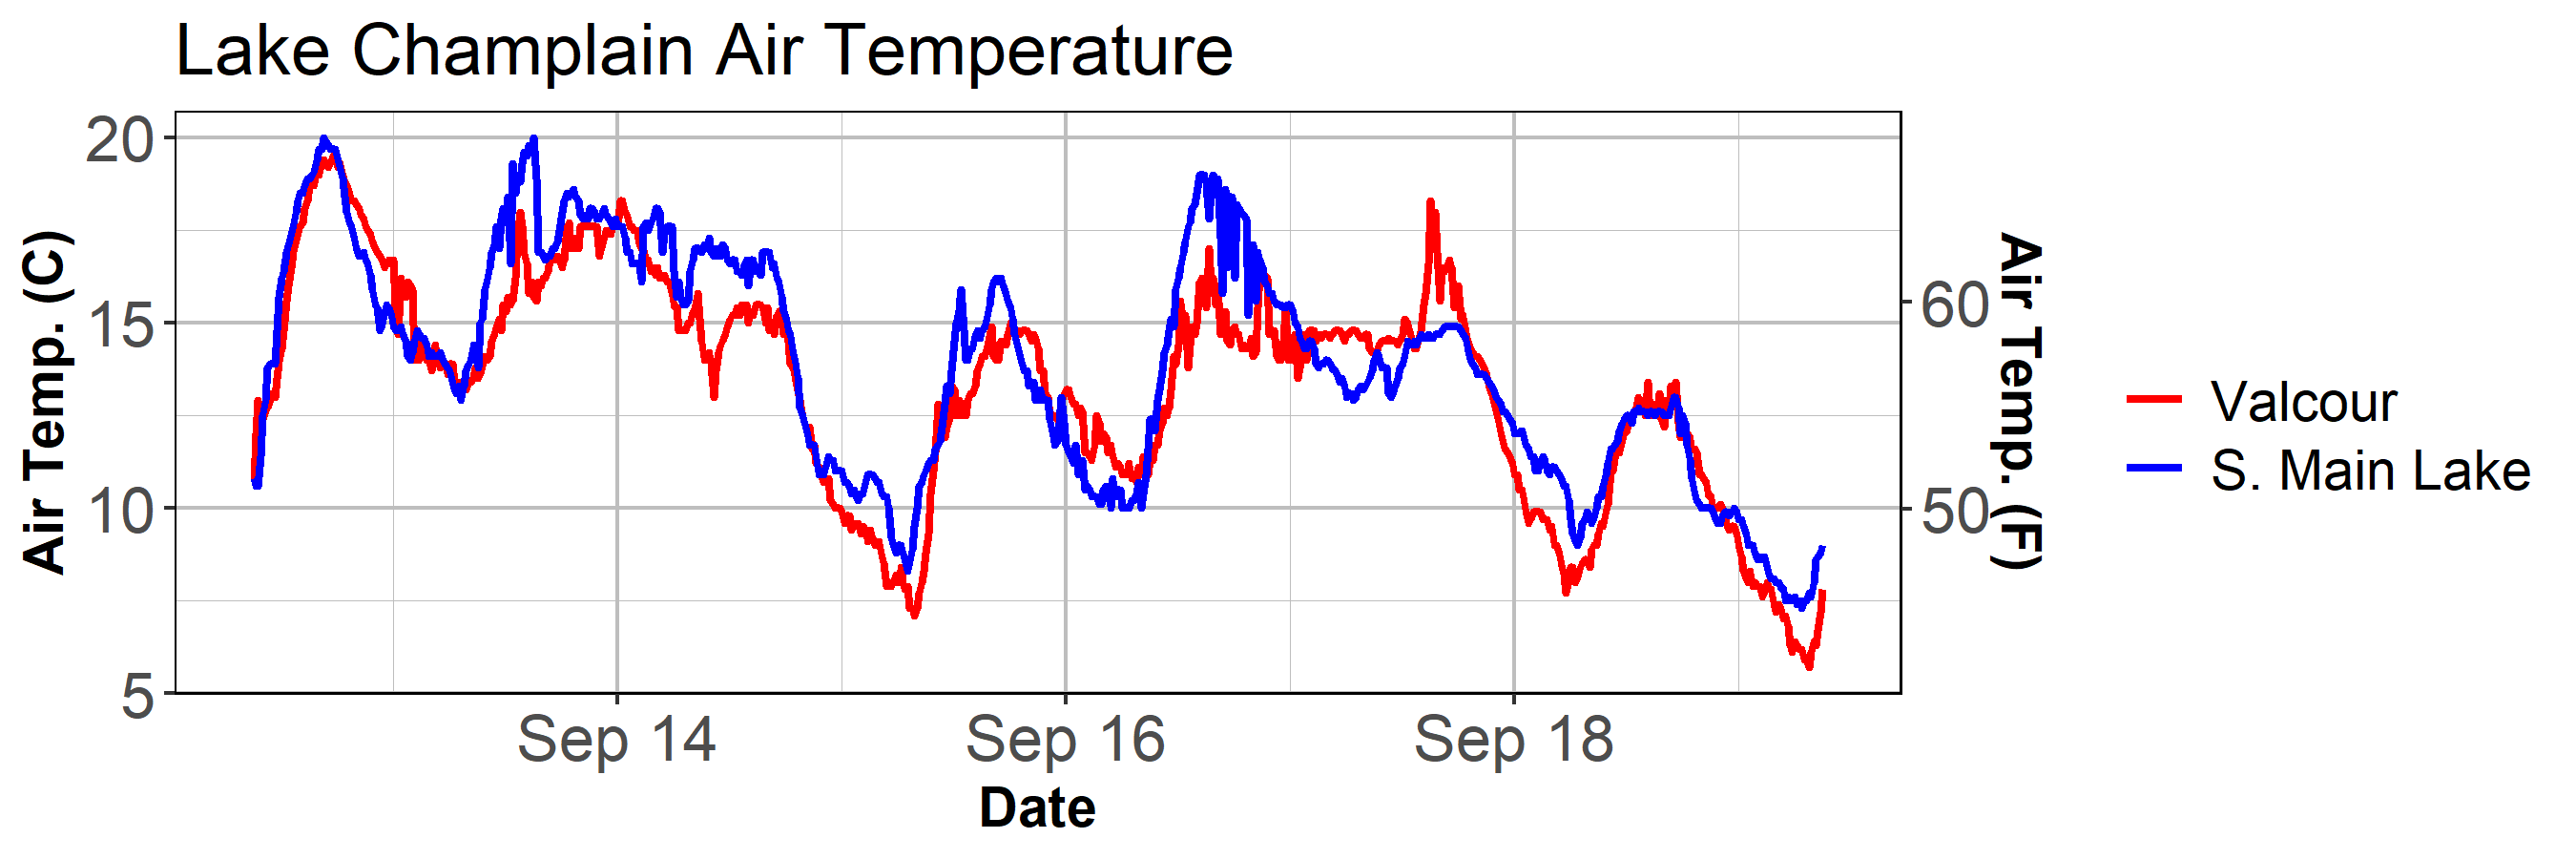 Lake Champlain Air Temperature
Air Temp. (C)
20
15
10
5
Sep 14
Sep 16
Sep 18
Date
60
50
Air Temp. (F)
Valcour
S. Main Lake